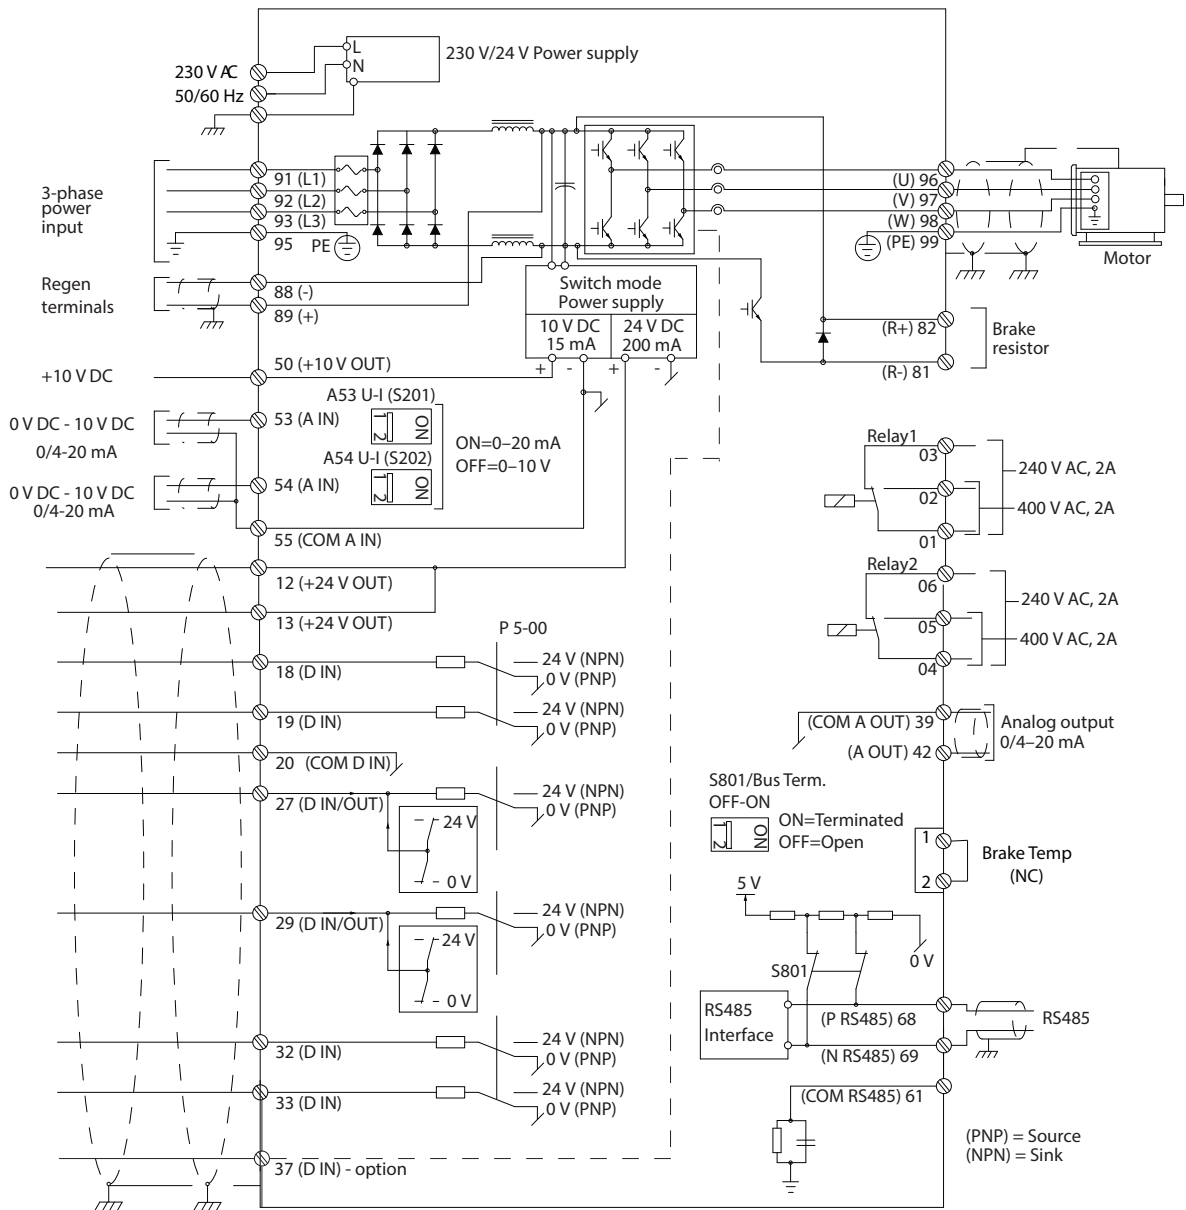 230 V/24 V Power supply
L
N
230 V AC
50/60 Hz
3-phase
power
input
91 (L1)
92 (L2)
93 (L3)
95
PE
(U) 96
(V) 97
(W) 98
(PE) 99
Motor
Regen
terminals
88 (-)
89 (+)
Switch mode
Power supply
10 V DC
15 mA
24 V DC
200 mA
+
-
+
-
(R+) 82
(R-) 81
Brake
resistor
+10 V DC
50 (+10 V OUT)
0 V DC - 10 V DC
0/4-20 mA
53 (A IN)
A53 U-I (S201)
1 2
ON
A54 U-I (S202)
1 2
ON
ON=0–20 mA
OFF=0–10 V
0 V DC - 10 V DC
0/4-20 mA
54 (A IN)
55 (COM A IN)
12 (+24 V OUT)
13 (+24 V OUT)
Relay1
03
02
01
240 V AC, 2A
400 V AC, 2A
Relay2
06
05
04
240 V AC, 2A
400 V AC, 2A
P 5-00
18 (D IN)
24 V (NPN)
0 V (PNP)
19 (D IN)
24 V (NPN)
0 V (PNP)
20 (COM D IN)
27 (D IN/OUT)
24 V (NPN)
0 V (PNP)
24 V
0 V
29 (D IN/OUT)
24 V (NPN)
0 V (PNP)
24 V
0 V
32 (D IN)
24 V (NPN)
0 V (PNP)
33 (D IN)
24 V (NPN)
0 V (PNP)
37 (D IN) - option
(COM A OUT) 39
(A OUT) 42
Analog output
0/4–20 mA
S801/Bus Term.
OFF-ON
1 2
ON
ON=Terminated
OFF=Open
1
2
Brake Temp
(NC)
5 V
S801
0 V
RS485
Interface
(P RS485) 68
(N RS485) 69
RS485
(COM RS485) 61
(PNP) = Source
(NPN) = Sink